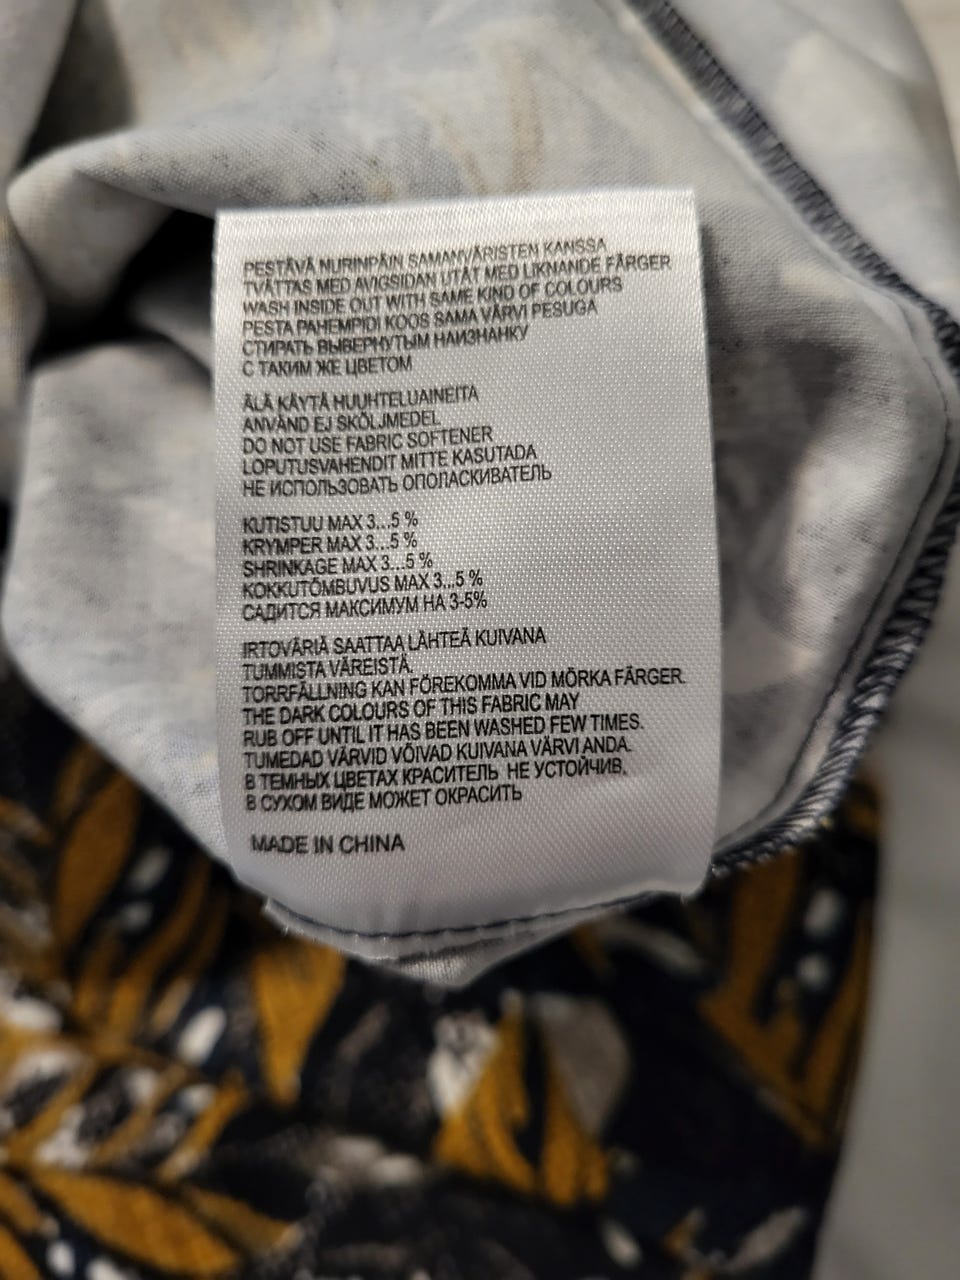 PESTÄVÄ NURINPÄIN SAMANVÄRISTEN KANSSA
TVÄTTAS MED AVIGSIDAN UTÅT MED LIKNANDE FÄRGER
WASH INSIDE OUT WITH SAME KIND OF COLOURS
PESTA PAHEMPIDI KOOS SAMA VÄRVI PESUGA
СТИРАТЬ ВЫВЕРНУТЫМ НАИЗНАНКУ
С ТАКИМ ЖЕ ЦВЕТОМ
ÄLÄ KÄYTÄ HUUHTELUAINEITA
ANVÄND EJ SKÖLJMEDEL
DO NOT USE FABRIC SOFTENER
LOPUTUSVAHENDIT MITTE KASUTADA
НЕ ИСПОЛЬЗОВАТЬ ОПОЛАСКИВАТЕЛЬ
KUTISTUU MAX 3...5 %
KRYMPER MAX 3...5 %
SHRINKAGE MAX 3...5 %
KOKKUTÕMBUVUS MAX 3...5 %
САДИТСЯ МАКСИМУМ НА 3-5%
IRTOVÄRIÄ SAATTAA LÄHTEÄ KUIVANA
TUMMISTA VÄREISTÄ.
TORRFÄLLNING KAN FÖREKOMMA VID MÖRKA FÄRGER.
THE DARK COLOURS OF THIS FABRIC MAY
RUB OFF UNTIL IT HAS BEEN WASHED FEW TIMES.
TUMEDAD VÄRVID VÕIVAD KUIVANA VÄRVI ANDA.
В ТЕМНЫХ ЦВЕТАХ КРАСИТЕЛЬ НЕ УСТОЙЧИВ,
В СУХОМ ВИДЕ МОЖЕТ ОКРАСИТЬ
MADE IN CHINA